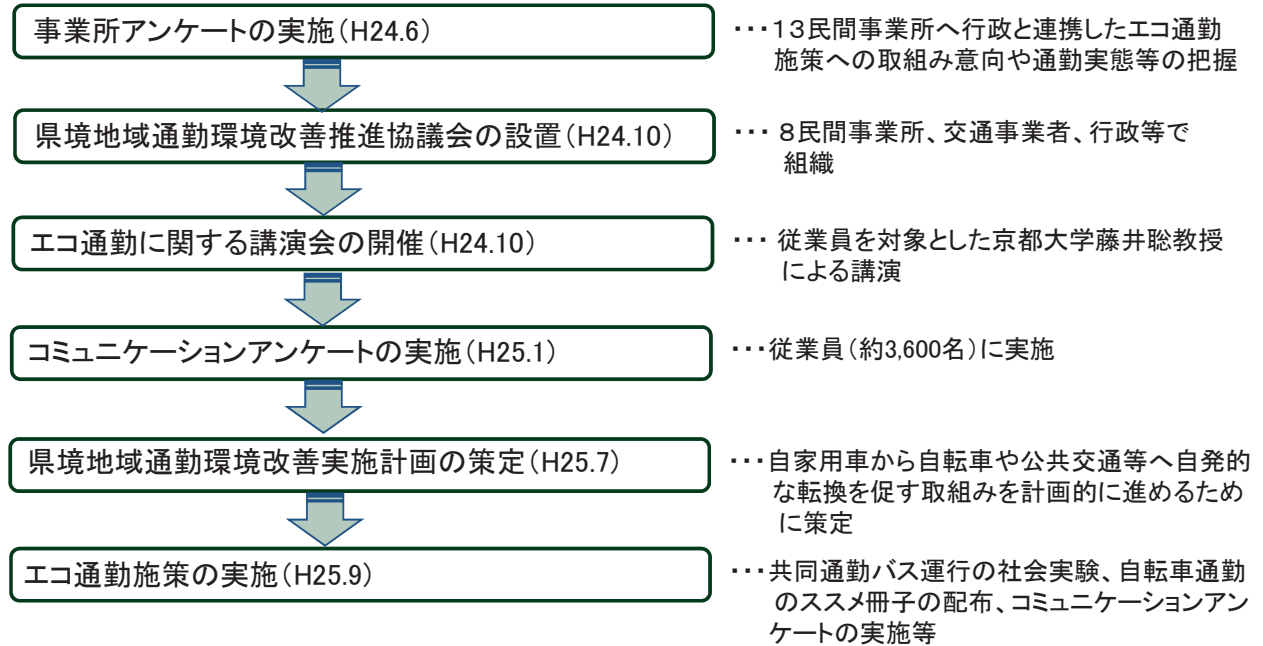 事業所アンケートの実施(H24.6)
・・・13民間事業所へ行政と連携したエコ通勤
施策への取組み意向や通勤実態等の把握
県境地域通勤環境改善推進協議会の設置(H24.10)
・・・ 8民間事業所、交通事業者、行政等で
組織
エコ通勤に関する講演会の開催(H24.10)
・・・ 従業員を対象とした京都大学藤井聡教授
による講演
コミュニケーションアンケートの実施(H25.1)
・・・従業員(約3,600名)に実施
県境地域通勤環境改善実施計画の策定(H25.7)
・・・自家用車から自転車や公共交通等へ自発的
な転換を促す取組みを計画的に進めるため
に策定
エコ通勤施策の実施(H25.9)
・・・共同通勤バス運行の社会実験、自転車通勤
のススメ冊子の配布、コミュニケーションアン
ケートの実施等